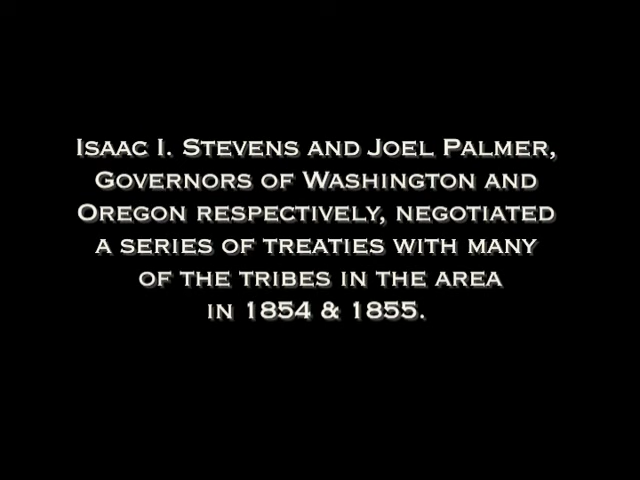 Isaac I. Stevens and Joel Palmer,
Governors of Washington and
Oregon respectively, negotiated
a series of treaties with many
of the tribes in the area
in 1854 & 1855.